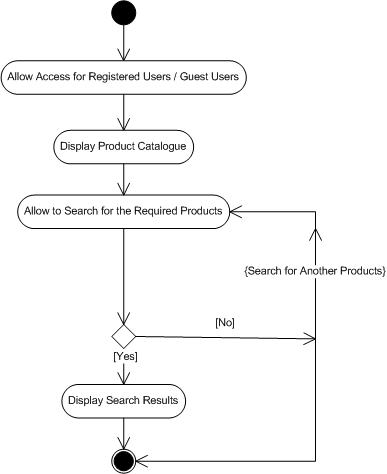 Allow Access for Registered Users / Guest Users
Display Product Catalogue
Allow to Search for the Required Products
{Search for Another Products}
[No]
[Yes]
Display Search Results